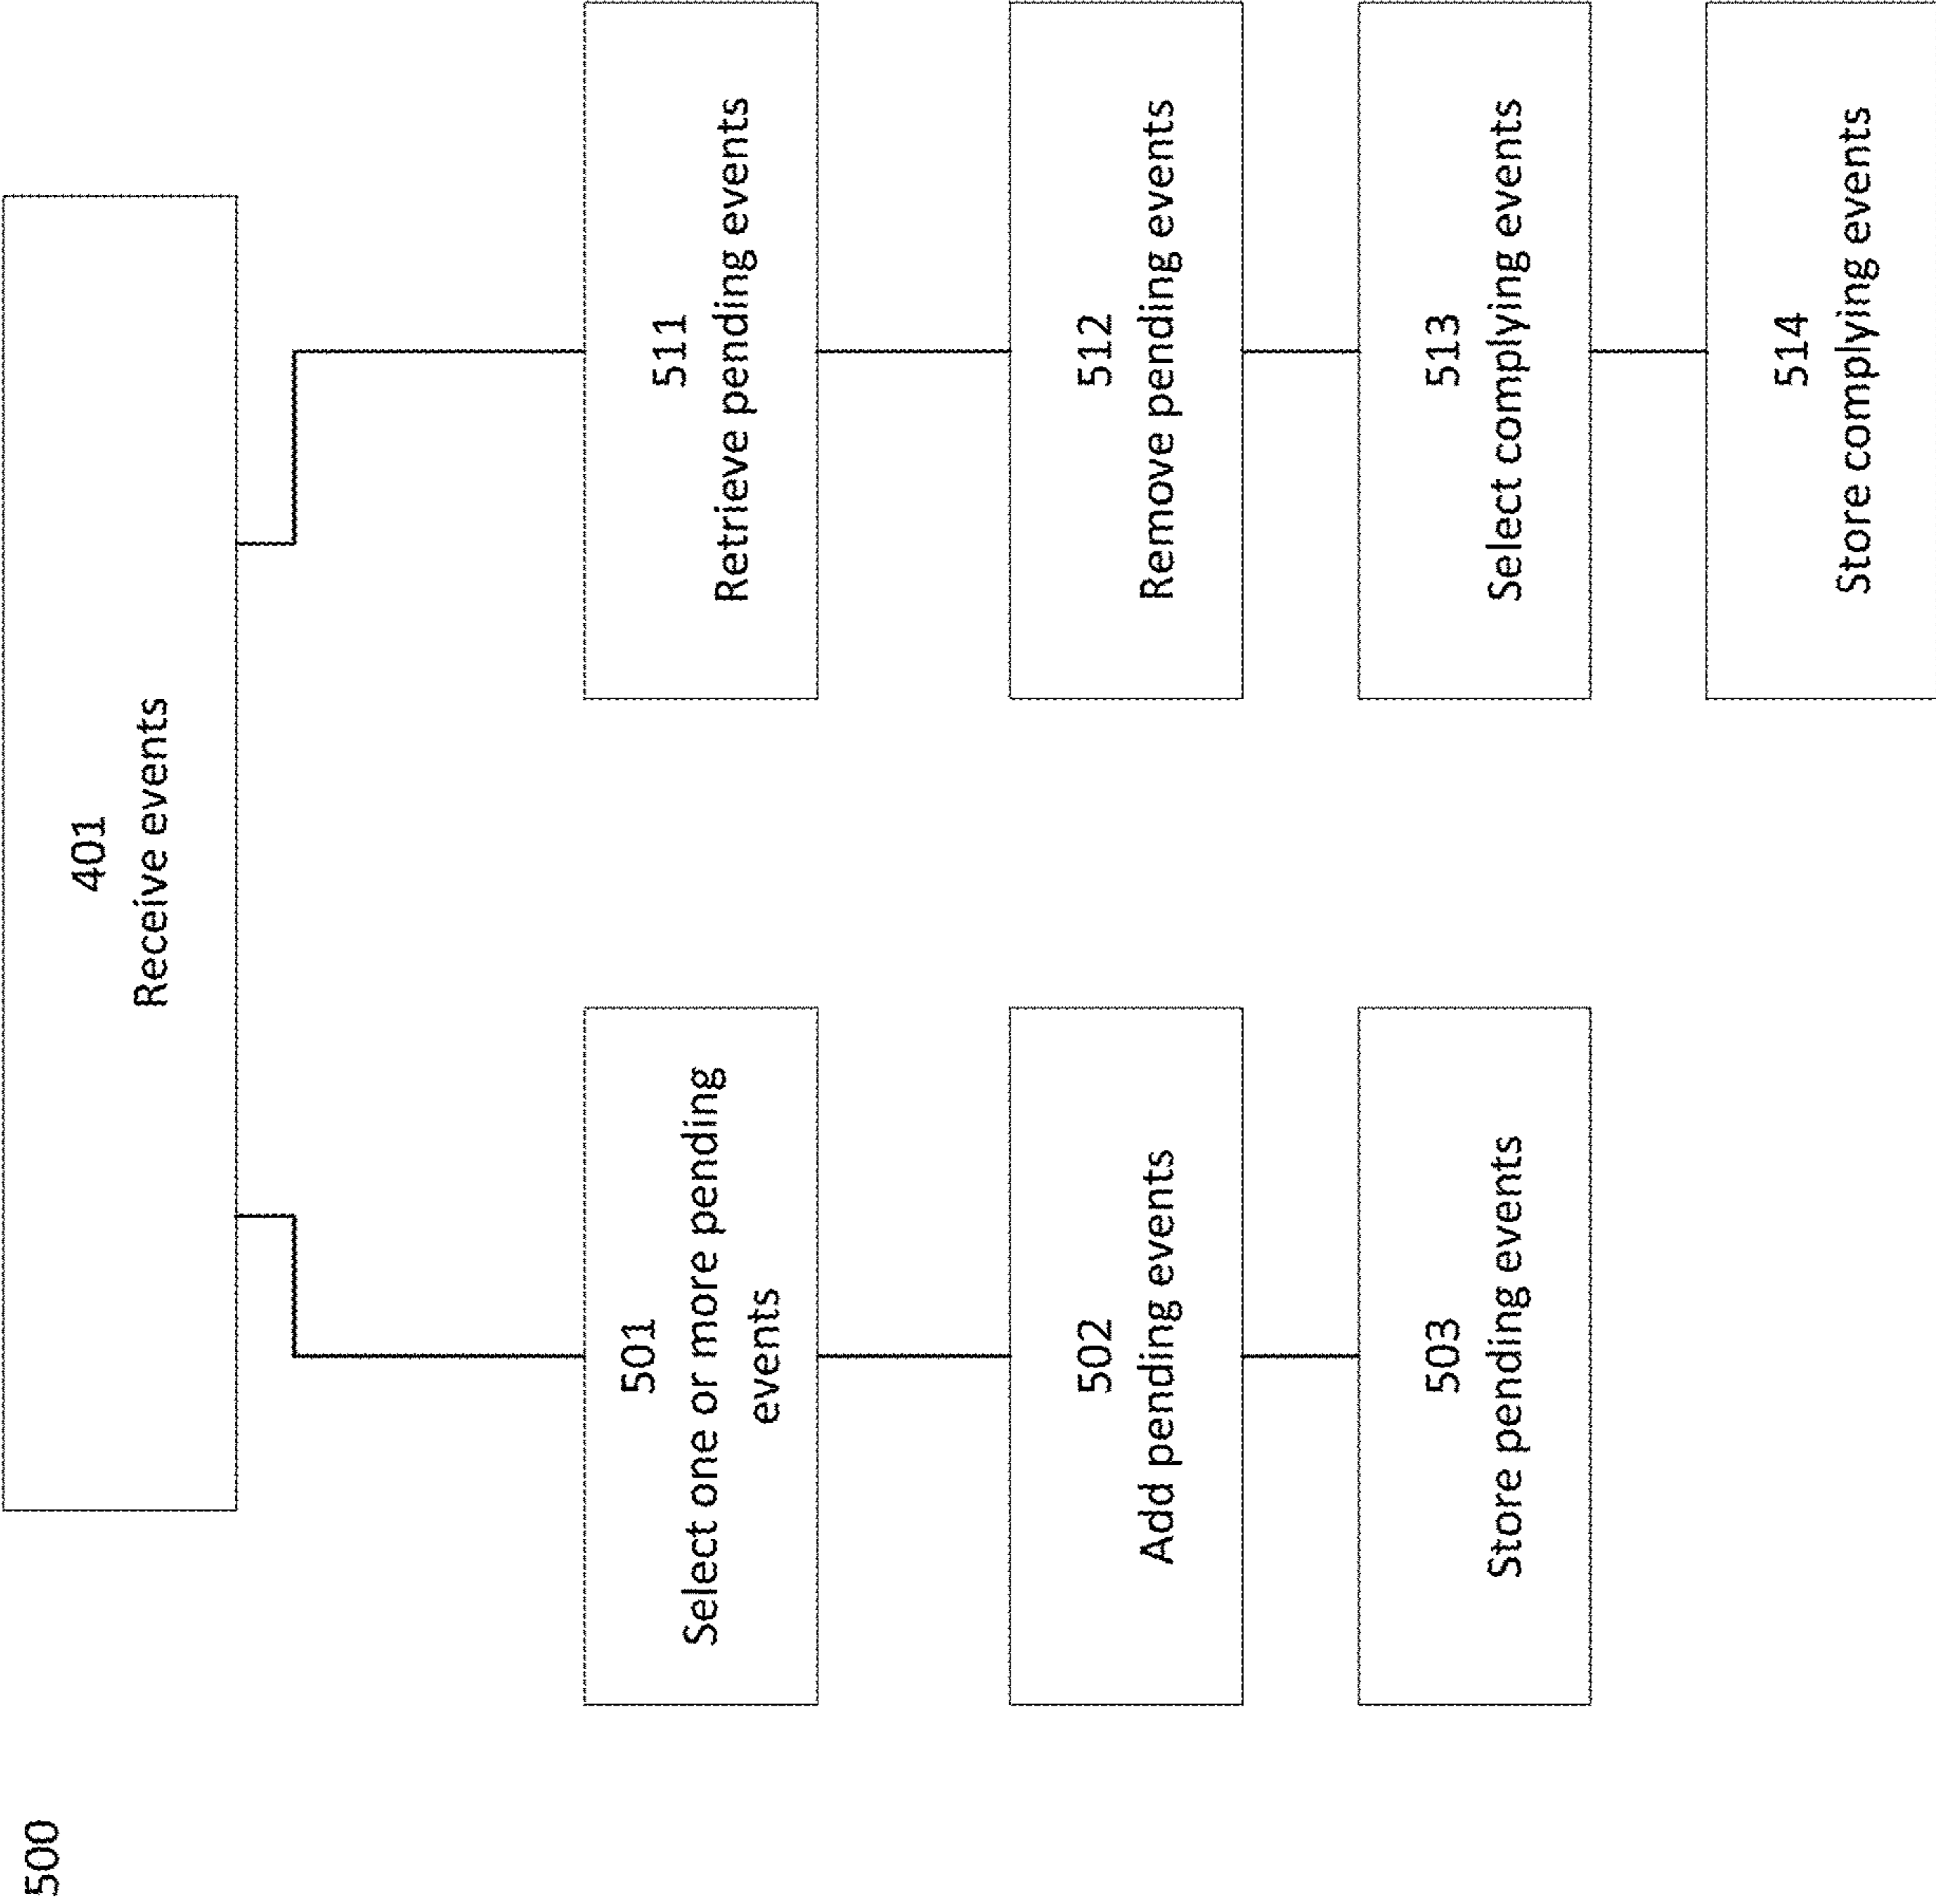 500
401
Receive events
501
Select one or more pending
events
502
Add pending events
503
Store pending events
511
Retrieve pending events
512
Remove pending events
513
Select complying events
514
Store complying events